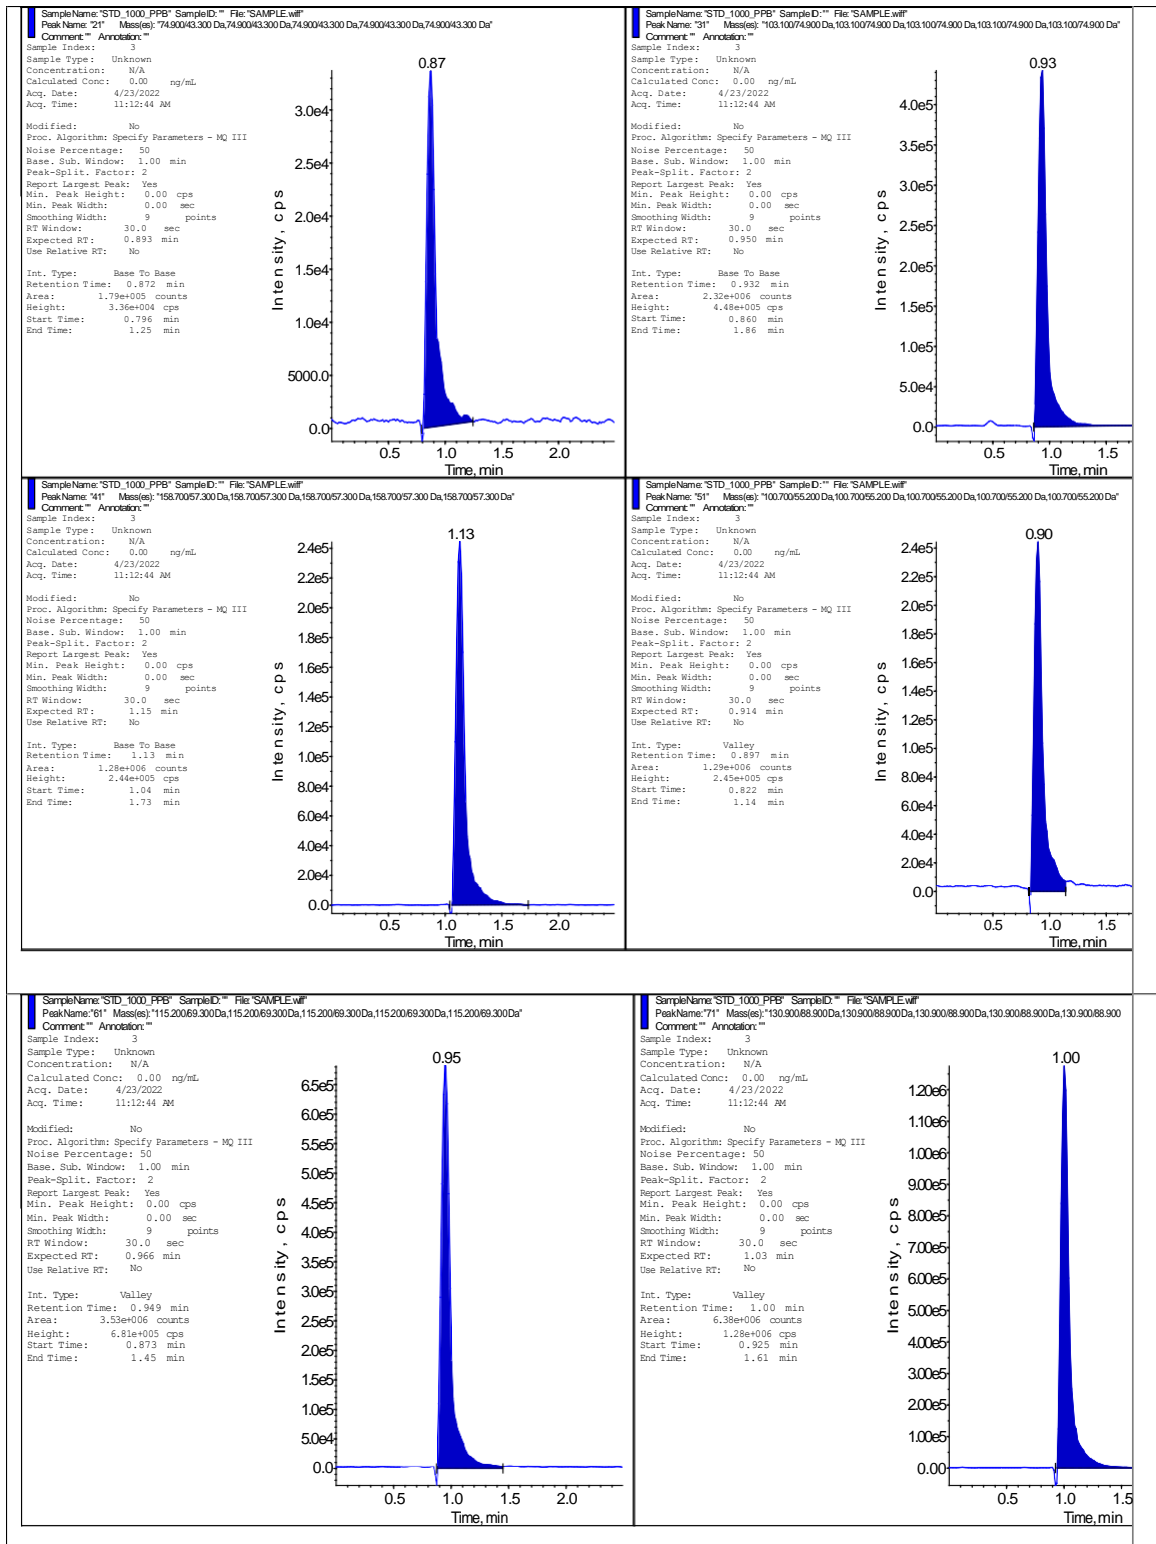 Sample Name: "STD_1000_PPB" Sample ID: "" File: "SAMPLE.wiff"
Peak Name: "21" Mass(es): "74.900/43.300 Da,74.900/43.300 Da,74.900/43.300 Da,74.900/43.300 Da,74.900/43.300 Da"
Comment: "" Annotation: ""
Sample Index: 3
Sample Type: Unknown
Concentration: N/A
Calculated Conc: 0.00 ng/mL
Acq. Date: 4/23/2022
Acq. Time: 11:12:44 AM
Modified: No
Proc. Algorithm: Specify Parameters - MQ III
Noise Percentage: 50
Base. Sub. Window: 1.00 min
Peak-Split. Factor: 2
Report Largest Peak: Yes
Min. Peak Height: 0.00 cps
Min. Peak Width: 0.00 sec
Smoothing Width: 9 points
RT Window: 30.0 sec
Expected RT: 0.893 min
Use Relative RT: No
Int. Type: Base To Base
Retention Time: 0.872 min
Area: 1.79e+005 counts
Height: 3.36e+004 cps
Start Time: 0.796 min
End Time: 1.25 min
0.87
3.0e4
2.5e4
2.0e4
1.5e4
1.0e4
5000.0
0.0
Intensity, cps
0.5 1.0 1.5 2.0
Time, min
Sample Name: "STD_1000_PPB" Sample ID: "" File: "SAMPLE.wiff"
Peak Name: "31" Mass(es): "103.100/74.900 Da,103.100/74.900 Da,103.100/74.900 Da,103.100/74.900 Da,103.100/74.900 Da"
Comment: "" Annotation: ""
Sample Index: 3
Sample Type: Unknown
Concentration: N/A
Calculated Conc: 0.00 ng/mL
Acq. Date: 4/23/2022
Acq. Time: 11:12:44 AM
Modified: No
Proc. Algorithm: Specify Parameters - MQ III
Noise Percentage: 50
Base. Sub. Window: 1.00 min
Peak-Split. Factor: 2
Report Largest Peak: Yes
Min. Peak Height: 0.00 cps
Min. Peak Width: 0.00 sec
Smoothing Width: 9 points
RT Window: 30.0 sec
Expected RT: 0.950 min
Use Relative RT: No
Int. Type: Base To Base
Retention Time: 0.932 min
Area: 2.32e+006 counts
Height: 4.48e+005 cps
Start Time: 0.860 min
End Time: 1.86 min
0.93
4.0e5
3.5e5
3.0e5
2.5e5
2.0e5
1.5e5
1.0e5
5.0e4
0.0
Intensity, cps
0.5 1.0 1.5
Time, min
Sample Name: "STD_1000_PPB" Sample ID: "" File: "SAMPLE.wiff"
Peak Name: "41" Mass(es): "158.700/57.300 Da,158.700/57.300 Da,158.700/57.300 Da,158.700/57.300 Da,158.700/57.300 Da"
Comment: "" Annotation: ""
Sample Index: 3
Sample Type: Unknown
Concentration: N/A
Calculated Conc: 0.00 ng/mL
Acq. Date: 4/23/2022
Acq. Time: 11:12:44 AM
Modified: No
Proc. Algorithm: Specify Parameters - MQ III
Noise Percentage: 50
Base. Sub. Window: 1.00 min
Peak-Split. Factor: 2
Report Largest Peak: Yes
Min. Peak Height: 0.00 cps
Min. Peak Width: 0.00 sec
Smoothing Width: 9 points
RT Window: 30.0 sec
Expected RT: 1.15 min
Use Relative RT: No
Int. Type: Base To Base
Retention Time: 1.13 min
Area: 1.28e+006 counts
Height: 2.44e+005 cps
Start Time: 1.04 min
End Time: 1.73 min
1.13
2.4e5
2.2e5
2.0e5
1.8e5
1.6e5
1.4e5
1.2e5
1.0e5
8.0e4
6.0e4
4.0e4
2.0e4
0.0
Intensity, cps
0.5 1.0 1.5 2.0
Time, min
Sample Name: "STD_1000_PPB" Sample ID: "" File: "SAMPLE.wiff"
Peak Name: "51" Mass(es): "100.700/55.200 Da,100.700/55.200 Da,100.700/55.200 Da,100.700/55.200 Da,100.700/55.200 Da"
Comment: "" Annotation: ""
Sample Index: 3
Sample Type: Unknown
Concentration: N/A
Calculated Conc: 0.00 ng/mL
Acq. Date: 4/23/2022
Acq. Time: 11:12:44 AM
Modified: No
Proc. Algorithm: Specify Parameters - MQ III
Noise Percentage: 50
Base. Sub. Window: 1.00 min
Peak-Split. Factor: 2
Report Largest Peak: Yes
Min. Peak Height: 0.00 cps
Min. Peak Width: 0.00 sec
Smoothing Width: 9 points
RT Window: 30.0 sec
Expected RT: 0.914 min
Use Relative RT: No
Int. Type: Valley
Retention Time: 0.897 min
Area: 1.29e+006 counts
Height: 2.45e+005 cps
Start Time: 0.822 min
End Time: 1.14 min
0.90
2.4e5
2.2e5
2.0e5
1.8e5
1.6e5
1.4e5
1.2e5
1.0e5
8.0e4
6.0e4
4.0e4
2.0e4
0.0
Intensity, cps
0.5 1.0 1.5
Time, min
Sample Name: "STD_1000_PPB" Sample ID: "" File: "SAMPLE.wiff"
Peak Name: "61" Mass(es): "115.200/69.300 Da,115.200/69.300 Da,115.200/69.300 Da,115.200/69.300 Da,115.200/69.300 Da"
Comment: "" Annotation: ""
Sample Index: 3
Sample Type: Unknown
Concentration: N/A
Calculated Conc: 0.00 ng/mL
Acq. Date: 4/23/2022
Acq. Time: 11:12:44 AM
Modified: No
Proc. Algorithm: Specify Parameters - MQ III
Noise Percentage: 50
Base. Sub. Window: 1.00 min
Peak-Split. Factor: 2
Report Largest Peak: Yes
Min. Peak Height: 0.00 cps
Min. Peak Width: 0.00 sec
Smoothing Width: 9 points
RT Window: 30.0 sec
Expected RT: 0.966 min
Use Relative RT: No
Int. Type: Valley
Retention Time: 0.949 min
Area: 3.53e+006 counts
Height: 6.81e+005 cps
Start Time: 0.873 min
End Time: 1.45 min
0.95
6.5e5
6.0e5
5.5e5
5.0e5
4.5e5
4.0e5
3.5e5
3.0e5
2.5e5
2.0e5
1.5e5
1.0e5
5.0e4
0.0
Intensity, cps
0.5 1.0 1.5 2.0
Time, min
Sample Name: "STD_1000_PPB" Sample ID: "" File: "SAMPLE.wiff"
Peak Name: "71" Mass(es): "130.900/88.900 Da,130.900/88.900 Da,130.900/88.900 Da,130.900/88.900 Da,130.900/88.900
Comment: "" Annotation: ""
Sample Index: 3
Sample Type: Unknown
Concentration: N/A
Calculated Conc: 0.00 ng/mL
Acq. Date: 4/23/2022
Acq. Time: 11:12:44 AM
Modified: No
Proc. Algorithm: Specify Parameters - MQ III
Noise Percentage: 50
Base. Sub. Window: 1.00 min
Peak-Split. Factor: 2
Report Largest Peak: Yes
Min. Peak Height: 0.00 cps
Min. Peak Width: 0.00 sec
Smoothing Width: 9 points
RT Window: 30.0 sec
Expected RT: 1.03 min
Use Relative RT: No
Int. Type: Valley
Retention Time: 1.00 min
Area: 6.38e+006 counts
Height: 1.28e+006 cps
Start Time: 0.925 min
End Time: 1.61 min
1.00
1.20e6
1.10e6
1.00e6
9.00e5
8.00e5
7.00e5
6.00e5
5.00e5
4.00e5
3.00e5
2.00e5
1.00e5
0.00
Intensity, cps
0.5 1.0 1.5
Time, min